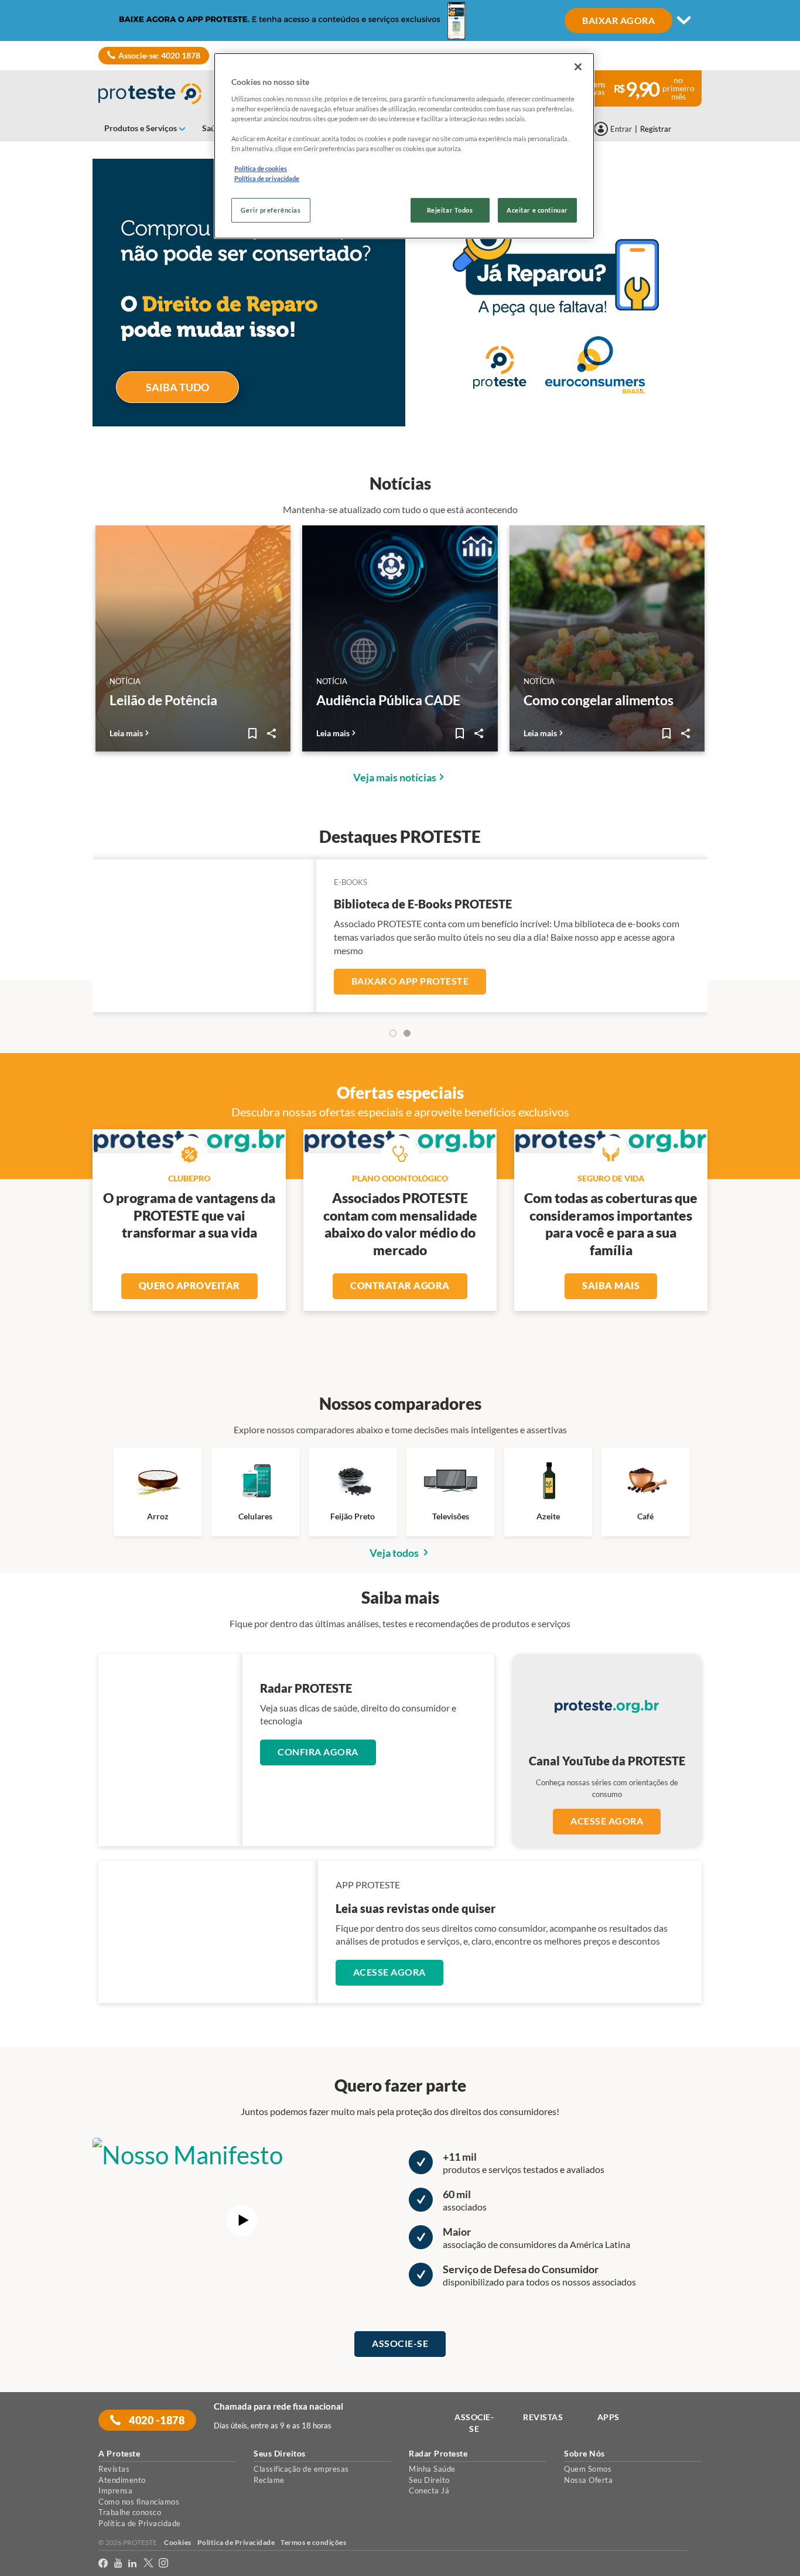 BAIXE AGORA O APP PROTESTE. E tenha acesso a conteúdos e serviços exclusivos
BAIXAR AGORA
Associe-se: 4020 1878
proteste
R$ 9,90
no
primeiro
mês
Produtos e Serviços
Entrar | Registrar
Cookies no nosso site
Utilizamos cookies no nosso site, próprios e de terceiros, para garantir o funcionamento adequado, oferecer continuamente
a melhor experiência do usuário, efetuar análises de utilização, recomendar conteúdos com base nas suas preferências,
apresentar anúncios noutros sites que podem ser do seu interesse e facilitar a interação nas redes sociais.
Ao clicar em Aceitar e continuar, aceita todos os cookies e pode navegar no site com uma experiência mais personalizada.
Em alternativa, clique em Gerir preferências para escolher os cookies que autoriza.
Política de cookies
Política de privacidade
Gerir preferências
Rejeitar Todos
Aceitar e continuar
Comprou
não pode ser consertado?
O Direito de Reparo
pode mudar isso!
SAIBA TUDO
Já Reparou?
A peça que faltava!
proteste
euroconsumers
BRASIL
Notícias
Mantenha-se atualizado com tudo o que está acontecendo
NOTÍCIA
Leilão de Potência
Leia mais
NOTÍCIA
Audiência Pública CADE
Leia mais
NOTÍCIA
Como congelar alimentos
Leia mais
Veja mais notícias
Destaques PROTESTE
E-BOOKS
Biblioteca de E-Books PROTESTE
Associado PROTESTE conta com um benefício incrível: Uma biblioteca de e-books com
temas variados que serão muito úteis no seu dia a dia! Baixe nosso app e acesse agora
mesmo
BAIXAR O APP PROTESTE
Ofertas especiais
Descubra nossas ofertas especiais e aproveite benefícios exclusivos
proteste.org.br
CLUBEPRO
O programa de vantagens da
PROTESTE que vai
transformar a sua vida
QUERO APROVEITAR
proteste.org.br
PLANO ODONTOLÓGICO
Associados PROTESTE
contam com mensalidade
abaixo do valor médio do
mercado
CONTRATAR AGORA
proteste.org.br
SEGURO DE VIDA
Com todas as coberturas que
consideramos importantes
para você e para a sua
família
SAIBA MAIS
Nossos comparadores
Explore nossos comparadores abaixo e tome decisões mais inteligentes e assertivas
Arroz
Celulares
Feijão Preto
Televisões
Azeite
Café
Veja todos
Saiba mais
Fique por dentro das últimas análises, testes e recomendações de produtos e serviços
Radar PROTESTE
Veja suas dicas de saúde, direito do consumidor e
tecnologia
CONFIRA AGORA
proteste.org.br
Canal YouTube da PROTESTE
Conheça nossas séries com orientações de
consumo
ACESSE AGORA
APP PROTESTE
Leia suas revistas onde quiser
Fique por dentro dos seus direitos como consumidor, acompanhe os resultados das
análises de protudos e serviços, e, claro, encontre os melhores preços e descontos
ACESSE AGORA
Quero fazer parte
Juntos podemos fazer muito mais pela proteção dos direitos dos consumidores!
Nosso Manifesto
+11 mil
produtos e serviços testados e avaliados
60 mil
associados
Maior
associação de consumidores da América Latina
Serviço de Defesa do Consumidor
disponibilizado para todos os nossos associados
ASSOCIE-SE
4020 -1878
Chamada para rede fixa nacional
Dias úteis, entre as 9 e as 18 horas
ASSOCIE-
SE
REVISTAS
APPS
A Proteste
Revistas
Atendimento
Imprensa
Como nos financiamos
Trabalhe conosco
Política de Privacidade
Seus Direitos
Classificação de empresas
Reclame
Radar Proteste
Minha Saúde
Seu Direito
Conecta Já
Sobre Nós
Quem Somos
Nossa Oferta
© 2026 PROTESTE Cookies Política de Privacidade Termos e condições